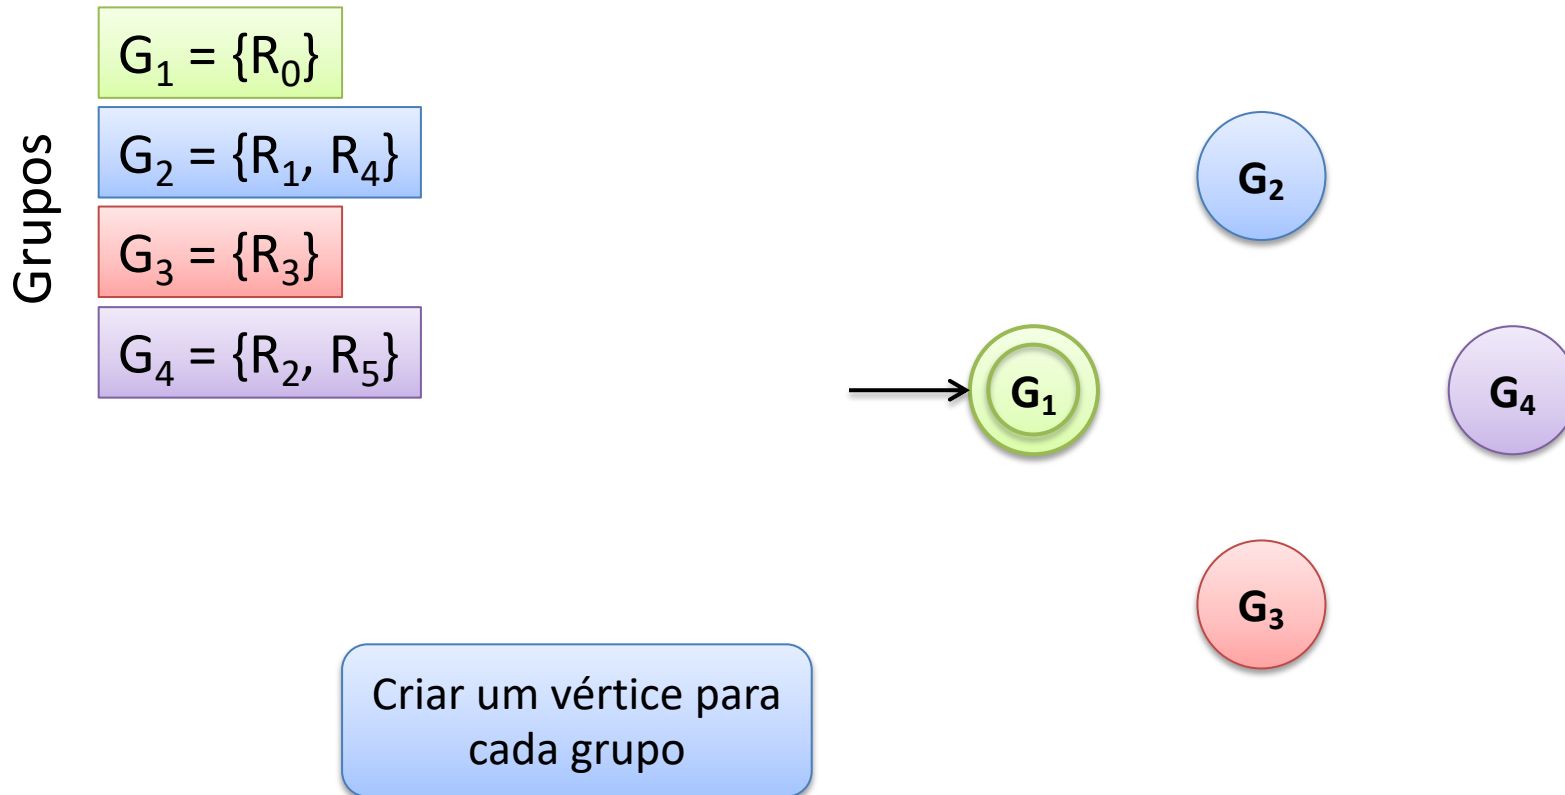 Grupos
G₁ = {R₀}
G₂ = {R₁, R₄}
G₃ = {R₃}
G₄ = {R₂, R₅}
G₂
G₁
G₄
G₃
Criar um vértice para
cada grupo